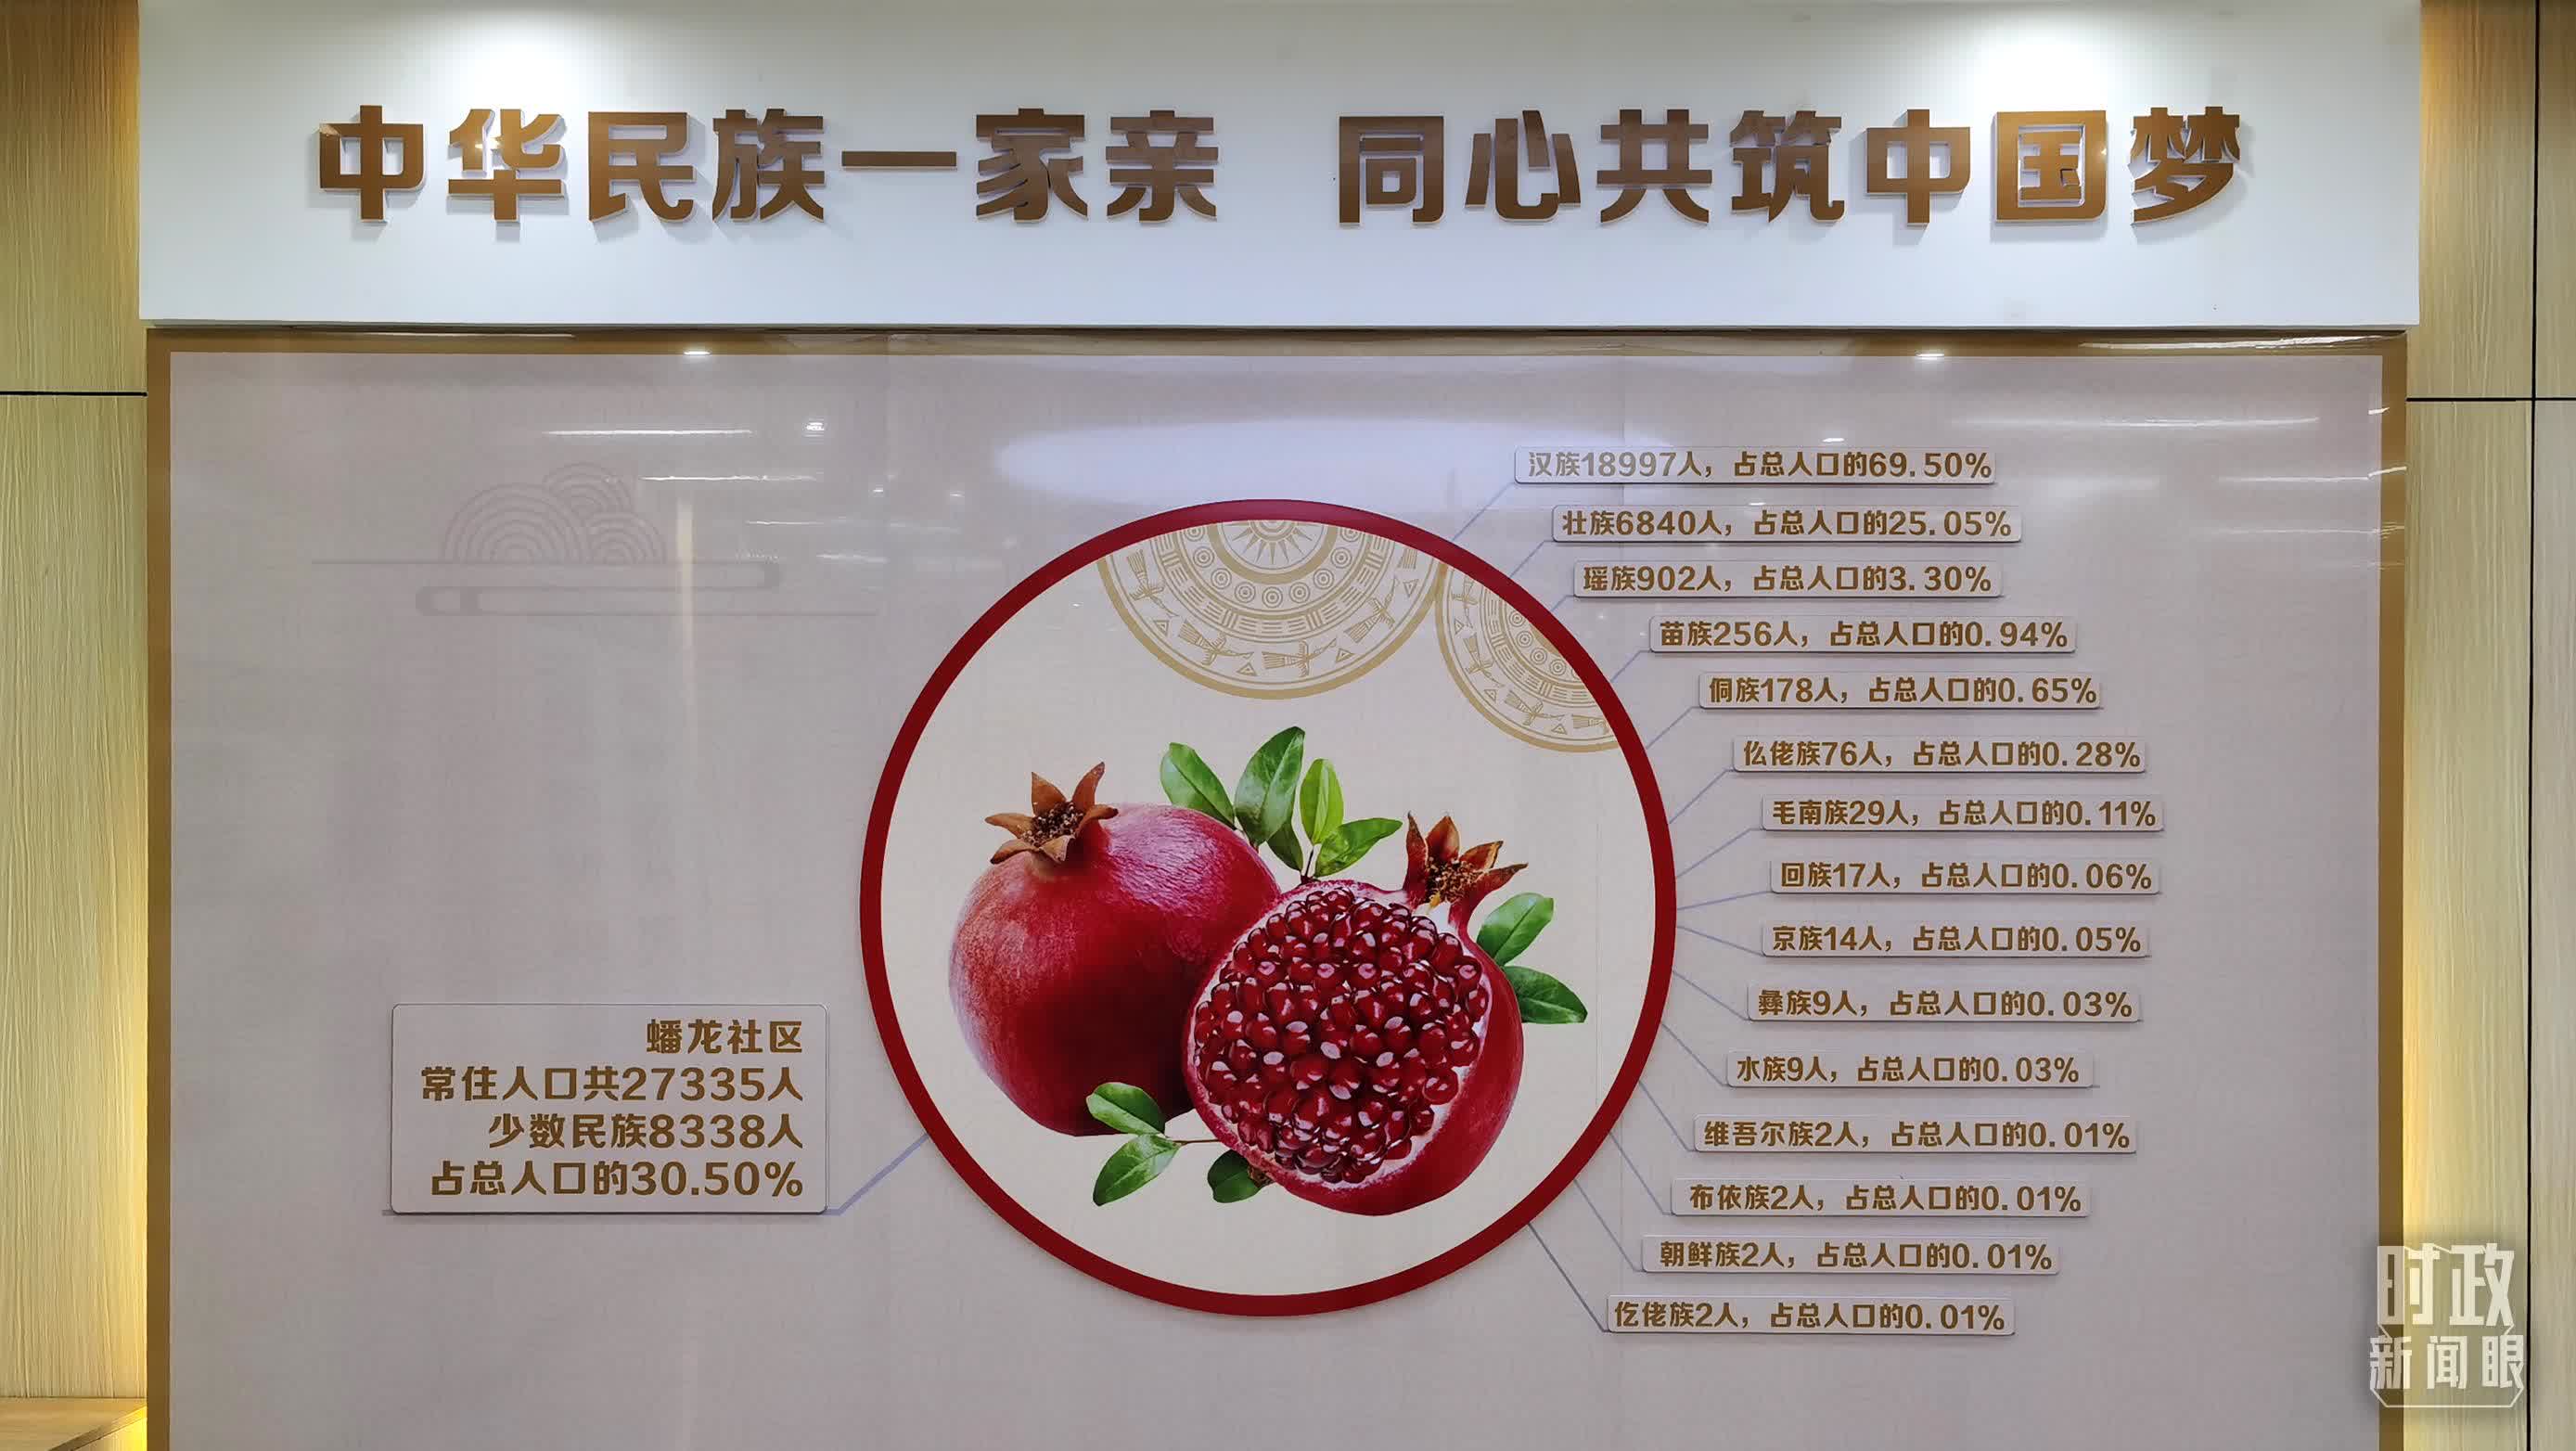 中华民族一家亲 同心共筑中国梦
汉族18997人，占总人口的69.50%
壮族6840人，占总人口的25.05%
瑶族902人，占总人口的3.30%
苗族256人，占总人口的0.94%
侗族178人，占总人口的0.65%
仫佬族76人，占总人口的0.28%
毛南族29人，占总人口的0.11%
回族17人，占总人口的0.06%
京族14人，占总人口的0.05%
彝族9人，占总人口的0.03%
水族9人，占总人口的0.03%
维吾尔族2人，占总人口的0.01%
布依族2人，占总人口的0.01%
朝鲜族2人，占总人口的0.01%
仡佬族2人，占总人口的0.01%
蟠龙社区
常住人口共27335人
少数民族8338人
占总人口的30.50%
时政
新闻眼